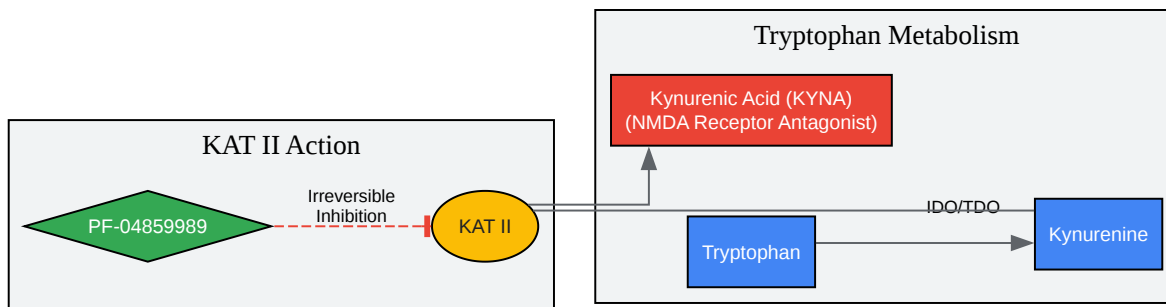 KAT II Action
PF-04859989
Irreversible
Inhibition
KAT II
Tryptophan Metabolism
Kynurenic Acid (KYNA)
(NMDA Receptor Antagonist)
IDO/TDO
Tryptophan
Kynurenine